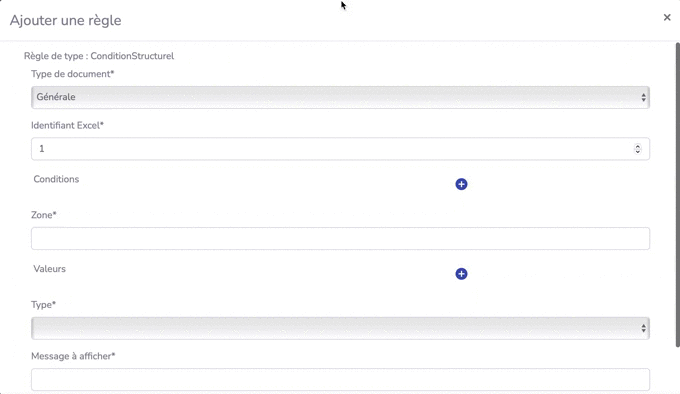 Ajouter une règle
×
Règle de type : ConditionStructurel
Type de document*
Générale
Identifiant Excel*
1
Conditions
Zone*
Valeurs
Type*
Message à afficher*